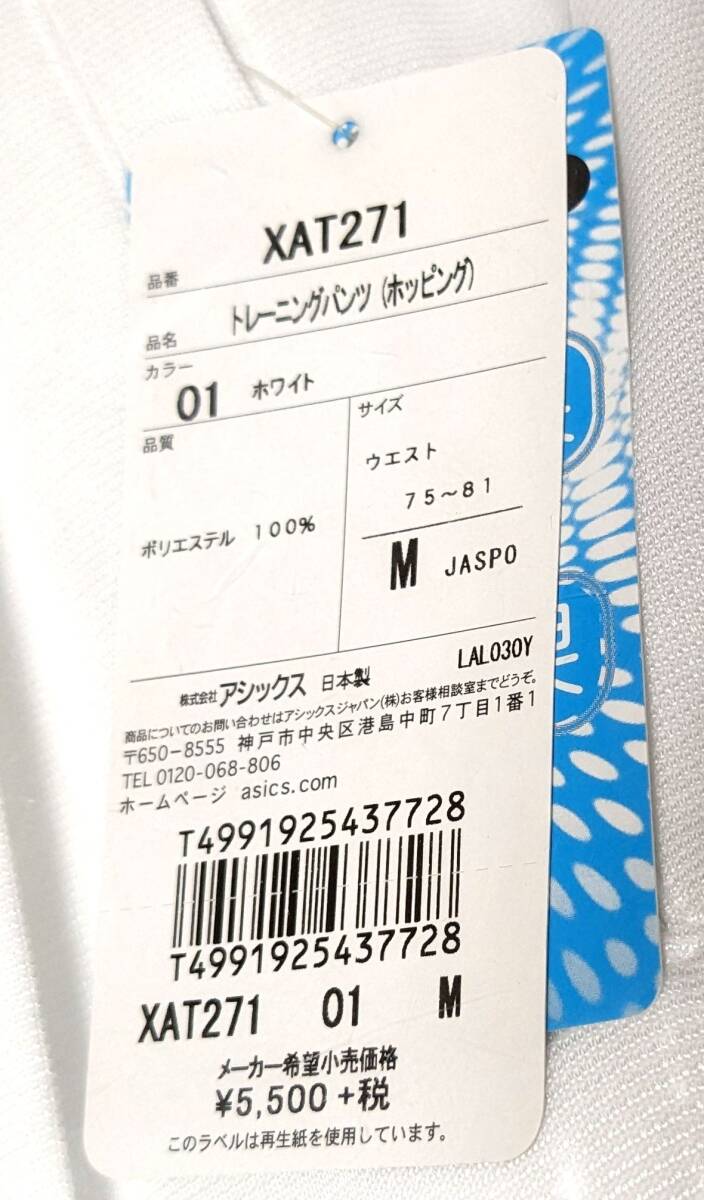 品番 XAT271
品名 トレーニングパンツ (ホッピング)
カラー
01 ホワイト
品質
ポリエステル 100%
サイズ
ウエスト
75~81
M JASPO
LAL030Y
株式会社アシックス 日本製
商品についてのお問い合わせはアシックスジャパン(株)お客様相談室までどうぞ。
〒650-8555 神戸市中央区港島中町7丁目1番1
TEL 0120-068-806
ホームページ asics.com
T4991925437728
T4991925437728
XAT271 01 M
メーカー希望小売価格
¥5,500+税
このラベルは再生紙を使用しています。